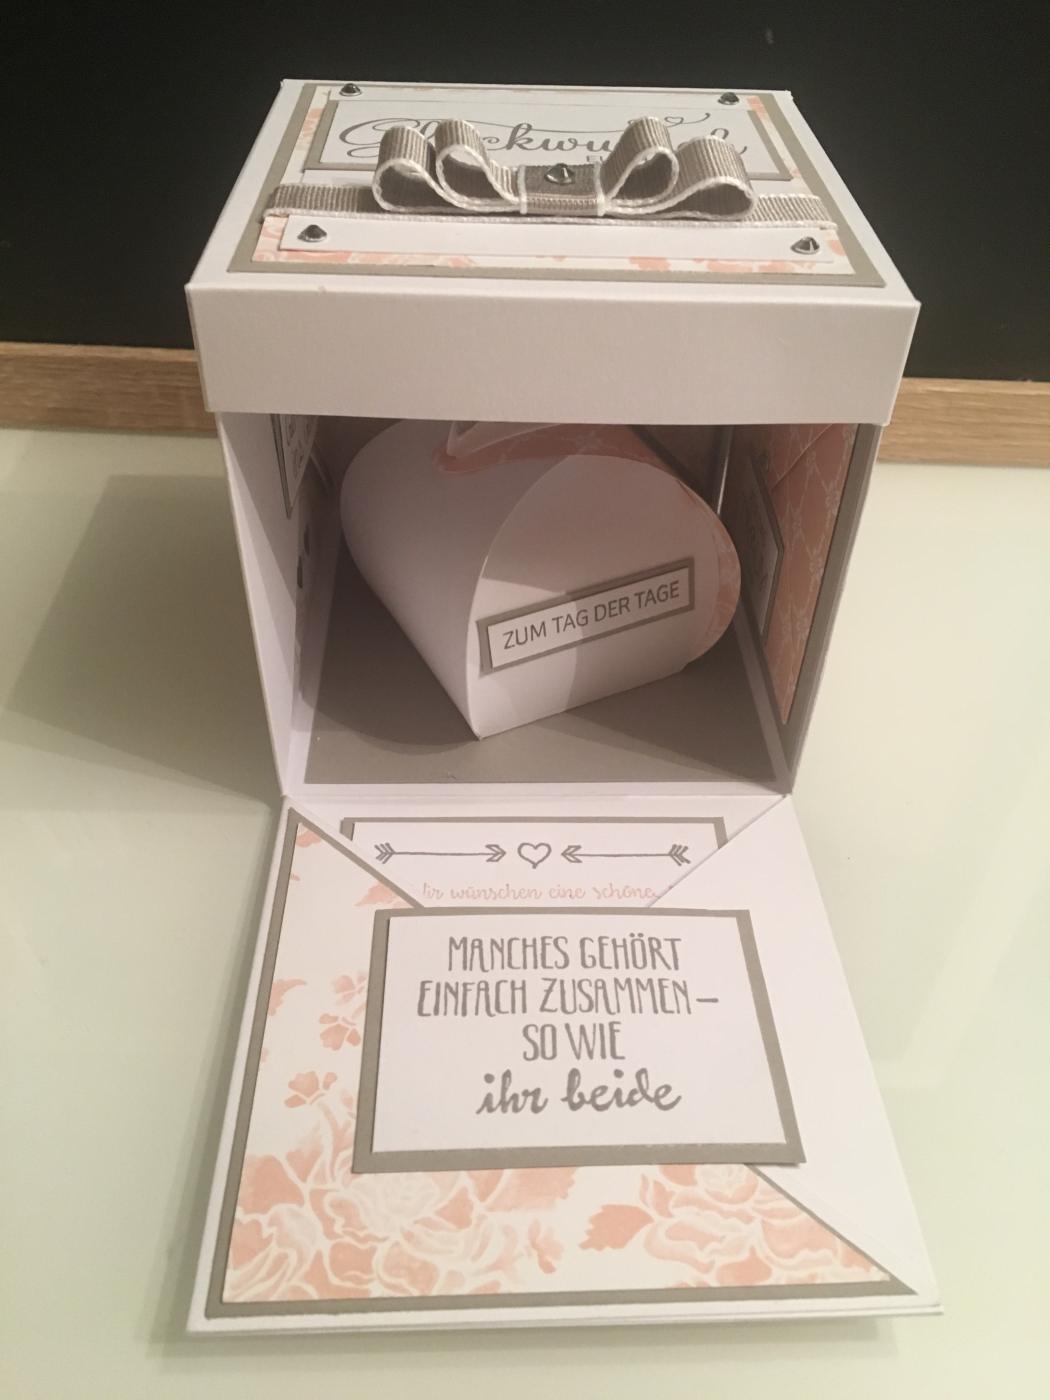 ZUM TAG DER TAGE
wünschen eine schöne
MANCHES GEHÖRT
EINFACH ZUSAMMEN –
SO WIE
ihr beide